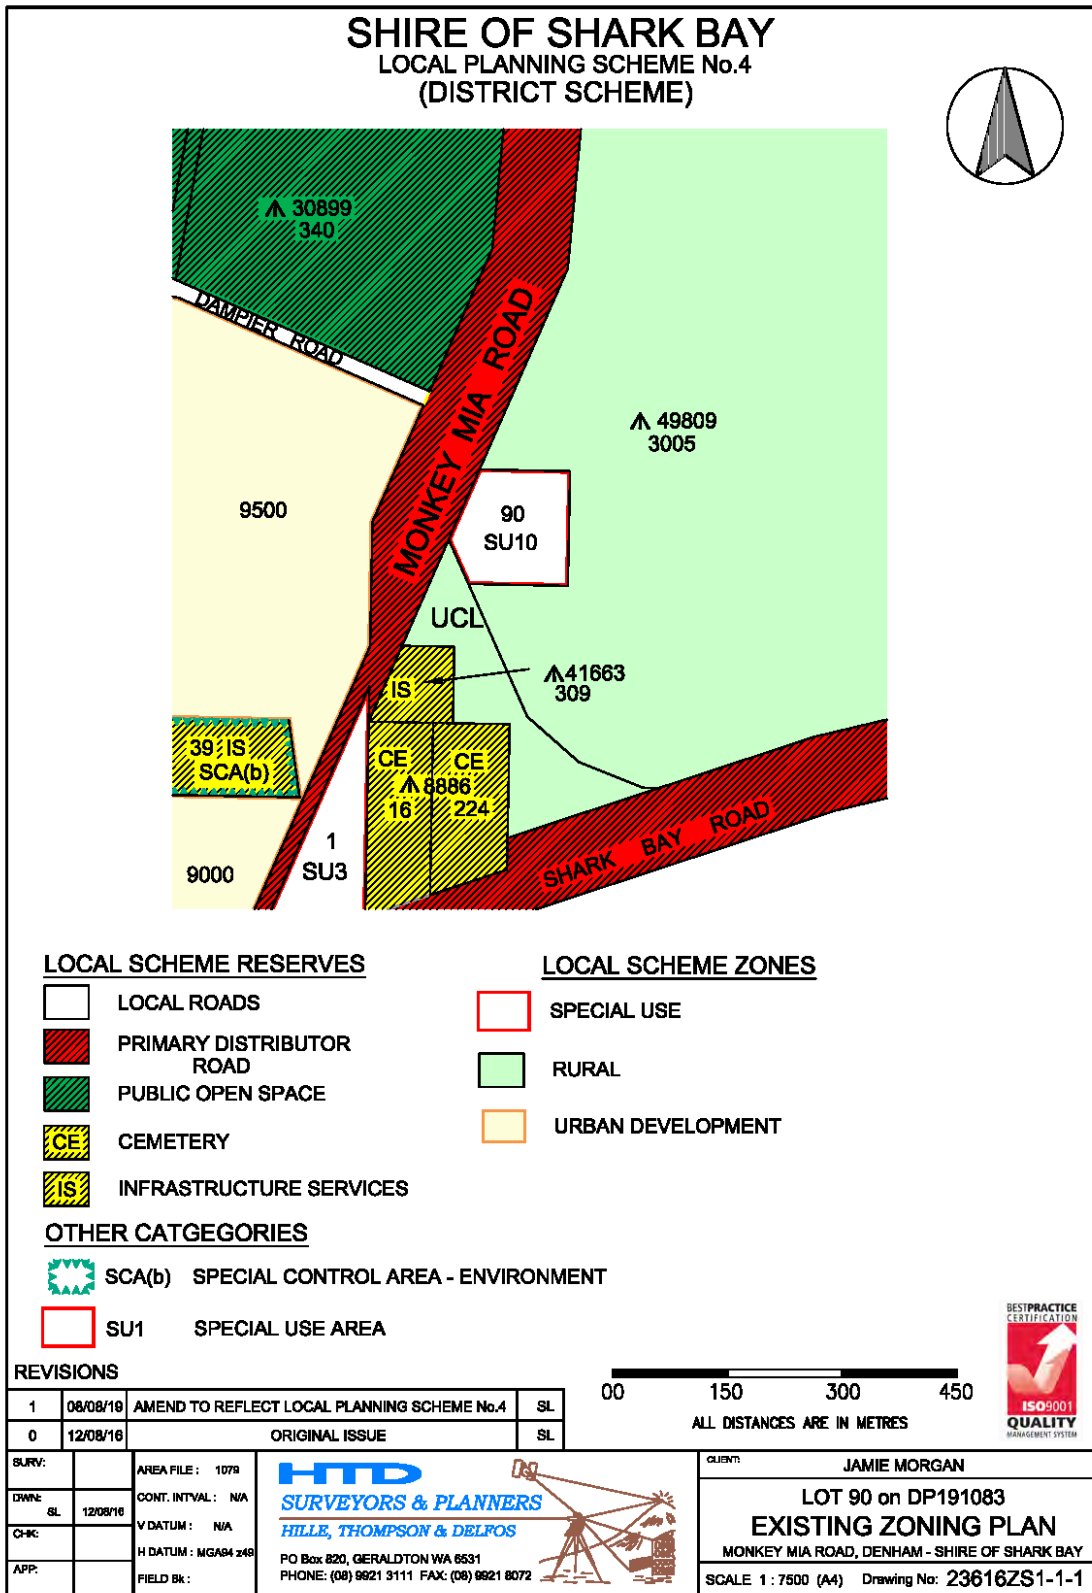 SHIRE OF SHARK BAY
LOCAL PLANNING SCHEME No.4
(DISTRICT SCHEME)
30899
340
DAMPIER ROAD
MONKEY MIA ROAD
49809
3005
9500
90
SU10
UCL
41663
309
IS
39 IS
SCA(b)
CE
CE
8886
16
224
1
SU3
9000
SHARK BAY ROAD
LOCAL SCHEME RESERVES
LOCAL ROADS
PRIMARY DISTRIBUTOR
ROAD
PUBLIC OPEN SPACE
CE CEMETERY
IS INFRASTRUCTURE SERVICES
LOCAL SCHEME ZONES
SPECIAL USE
RURAL
URBAN DEVELOPMENT
OTHER CATGEGORIES
SCA(b) SPECIAL CONTROL AREA - ENVIRONMENT
SU1 SPECIAL USE AREA
REVISIONS
1 08/08/19 AMEND TO REFLECT LOCAL PLANNING SCHEME No.4 SL
0 12/08/16 ORIGINAL ISSUE SL
00 150 300 450
ALL DISTANCES ARE IN METRES
BESTPRACTICE
CERTIFICATION
ISO9001
QUALITY
MANAGEMENT SYSTEM
SURV:
DWN: SL 12/08/16
CHK:
APP:
AREA FILE : 1079
CONT. INTVAL : N/A
V DATUM : N/A
H DATUM : MGA94 z49
FIELD Bk :
HTD
SURVEYORS & PLANNERS
HILLE, THOMPSON & DELFOS
PO Box 820, GERALDTON WA 6531
PHONE: (08) 9921 3111 FAX: (08) 9921 8072
CLIENT: JAMIE MORGAN
LOT 90 on DP191083
EXISTING ZONING PLAN
MONKEY MIA ROAD, DENHAM - SHIRE OF SHARK BAY
SCALE 1 : 7500 (A4) Drawing No: 23616ZS1-1-1